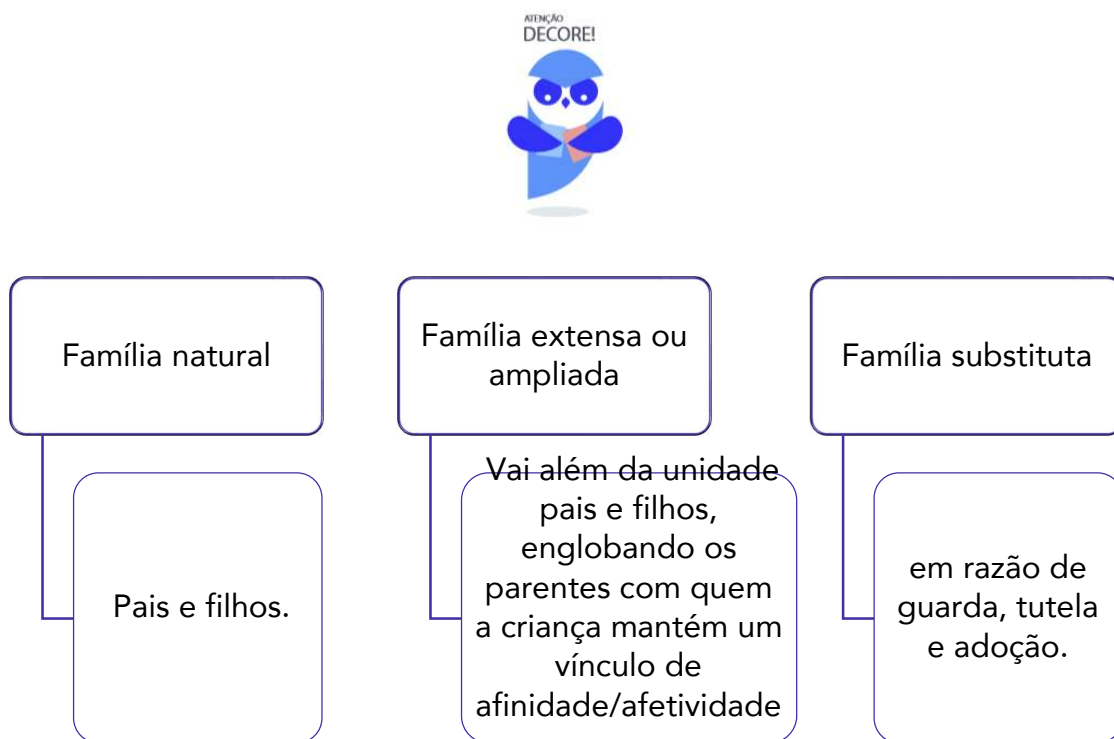 ATENÇÃO
DECORE!
Família natural
Pais e filhos.
Família extensa ou
ampliada
Vai além da unidade
pais e filhos,
englobando os
parentes com quem
a criança mantém um
vínculo de
afinidade/afetividade
Família substituta
em razão de
guarda, tutela
e adoção.